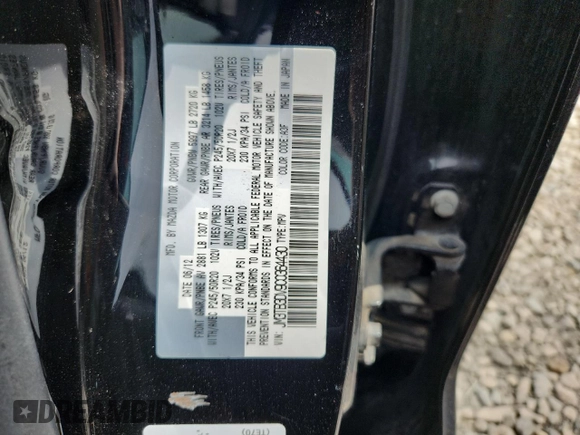 MFD. BY MAZDA MOTOR CORPORATION
DATE 06/12 GVWR/PNBV 5997 LB 2720 KG
FRONT GAWR/PNBE AV 2881 LB 1307 KG REAR GAWR/PNBE AR 3214 LB 1458 KG
WITH/AVEC P245/50R20 102V TIRES/PNEUS WITH/AVEC P245/50R20 102V TIRES/PNEUS
20X7 1/2J RIMS/JANTES 20X7 1/2J RIMS/JANTES
230 KPA/34 PSI COLD/A FROID 230 KPA/34 PSI COLD/A FROID
THIS VEHICLE CONFORMS TO ALL APPLICABLE FEDERAL MOTOR VEHICLE SAFETY AND THEFT
PREVENTION STANDARDS IN EFFECT ON THE DATE OF MANUFACTURE SHOWN ABOVE.
COLOR CODE: MADE IN JAPAN
VIN: TYPE: MPV
(TE70)
DREAMBID